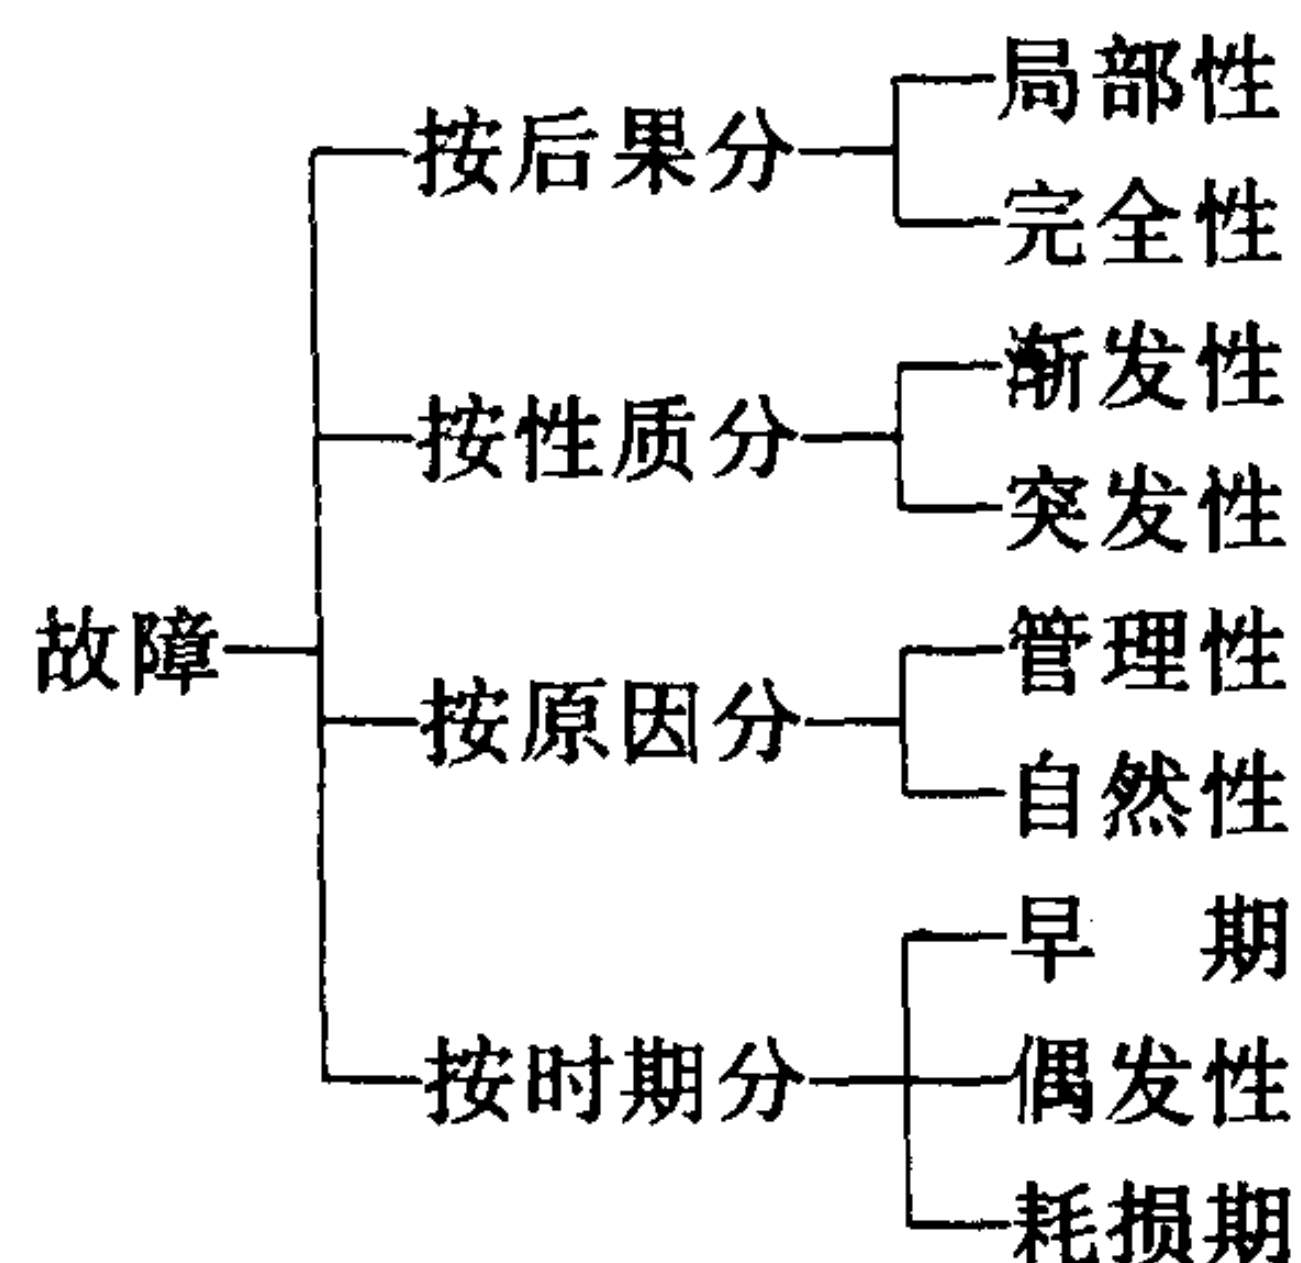 故障
按后果分
局部性
完全性
按性质分
渐发性
突发性
按原因分
管理性
自然性
按时期分
早 期
偶发性
耗损期